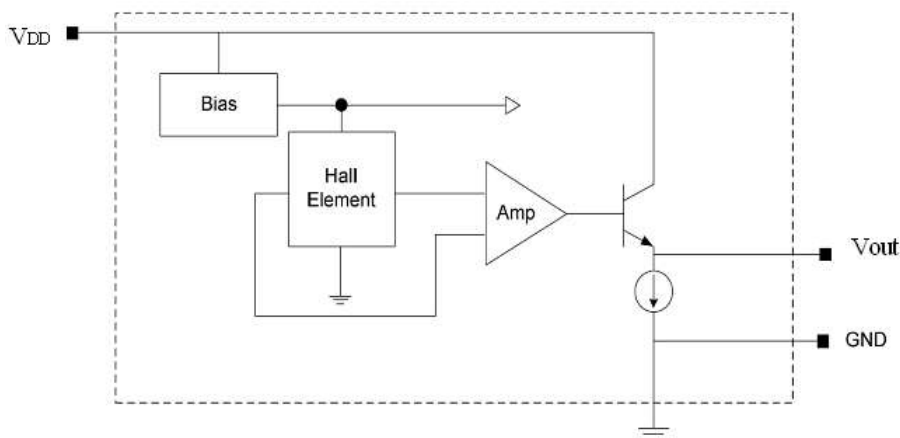 VDD
Bias
Hall
Element
Amp
Vout
GND